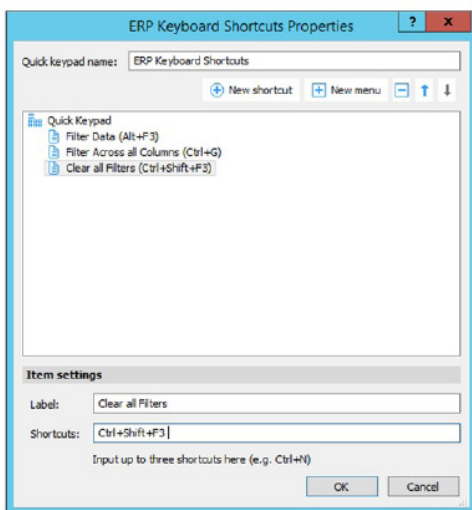 ERP Keyboard Shortcuts Properties ? x
Quick keypad name: ERP Keyboard Shortcuts
New shortcut New menu
Quick Keypad
Filter Data (Alt+F3)
Filter Across all Columns (Ctrl+G)
Clear all Filters (Ctrl+Shift+F3)
Item settings
Label: Clear all Filters
Shortcuts: Ctrl+Shift+F3
Input up to three shortcuts here (e.g. Ctrl+N)
OK Cancel